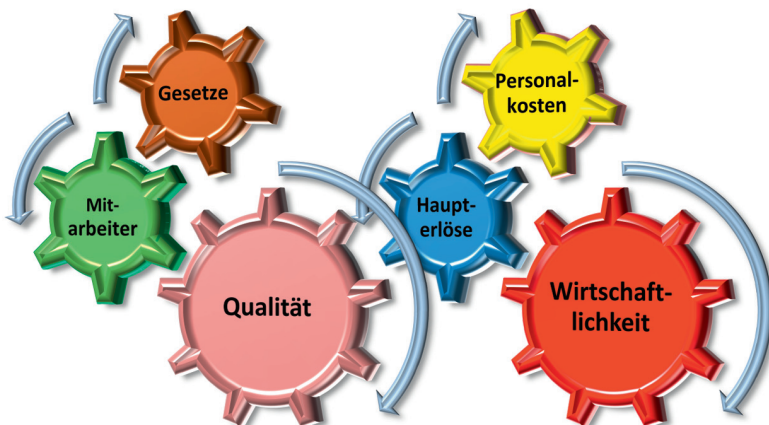 Gesetze
Mit-
arbeiter
Qualität
Personal-
kosten
Haupt-
erlöse
Wirtschaft-
lichkeit